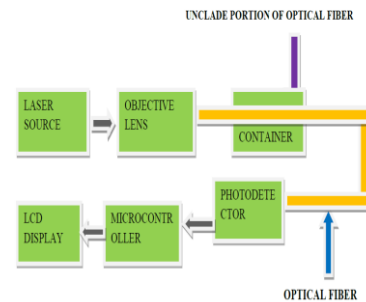 UNCLADE PORTION OF OPTICAL FIBER
LASER
SOURCE
OBJECTIVE
LENS
CONTAINER
PHOTODETE
CTOR
MICROCONTR
OLLER
LCD
DISPLAY
OPTICAL FIBER